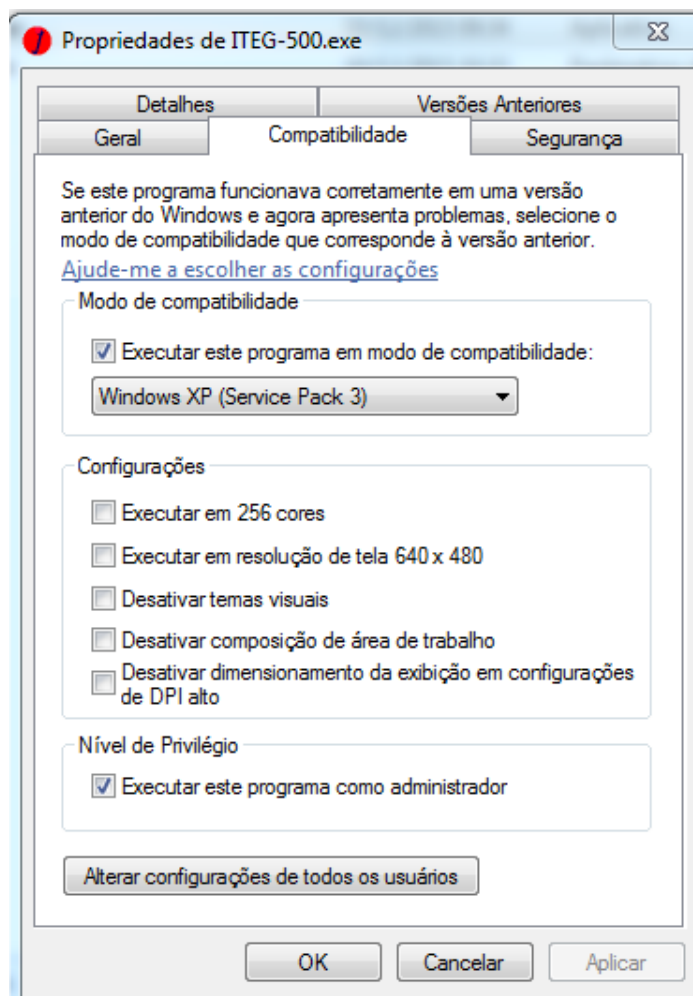 Propriedades de ITEG-500.exe
Detalhes
Versões Anteriores
Geral
Compatibilidade
Segurança
Se este programa funcionava corretamente em uma versão
anterior do Windows e agora apresenta problemas, selecione o
modo de compatibilidade que corresponde à versão anterior.
Ajude-me a escolher as configurações
Modo de compatibilidade
Executar este programa em modo de compatibilidade:
Windows XP (Service Pack 3)
Configurações
Executar em 256 cores
Executar em resolução de tela 640 x 480
Desativar temas visuais
Desativar composição de área de trabalho
Desativar dimensionamento da exibição em configurações
de DPI alto
Nível de Privilégio
Executar este programa como administrador
Alterar configurações de todos os usuários
OK
Cancelar
Aplicar